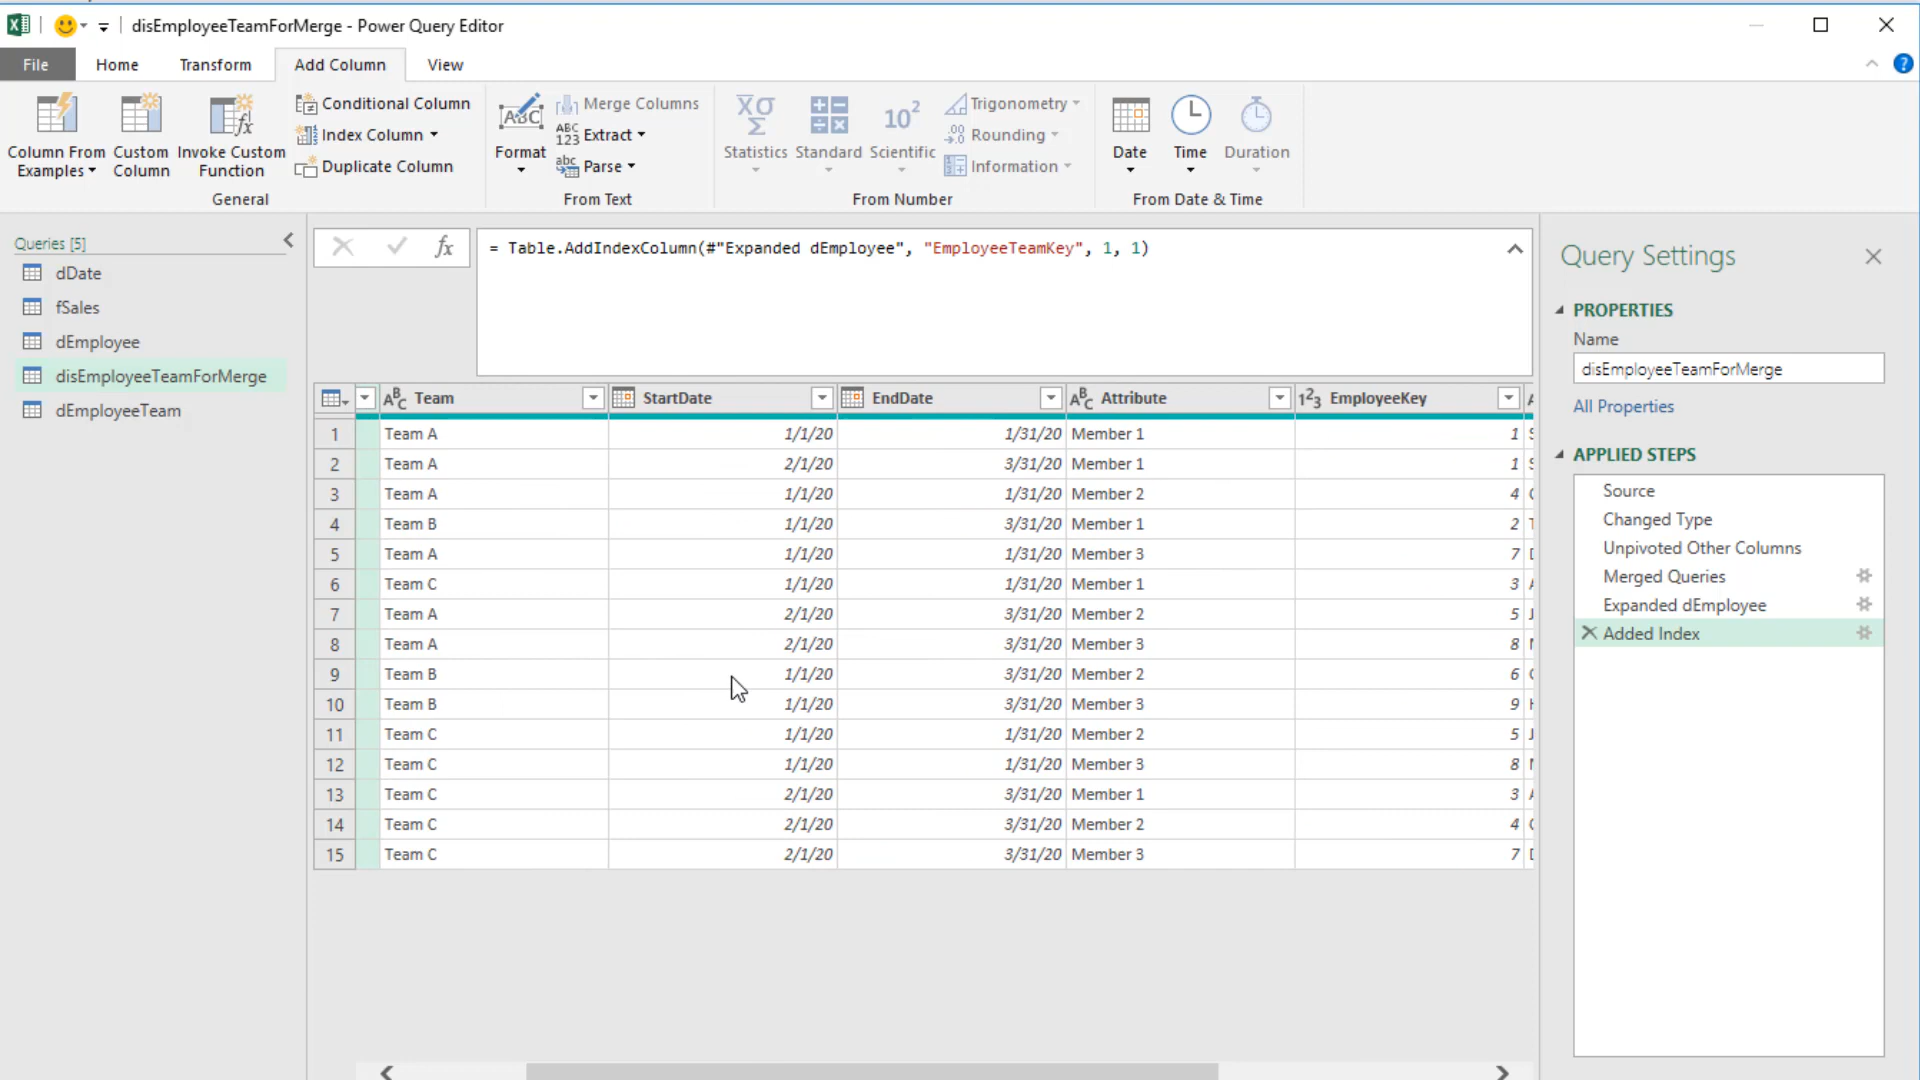 disEmployeeTeamForMerge - Power Query Editor
File Home Transform Add Column View
Column From Examples
Custom Column
Invoke Custom Function
Conditional Column
Index Column
Duplicate Column
General
ABC
Format
Merge Columns
ABC 123 Extract
abc Parse
From Text
XΟ Σ
Statistics
Standard
10²
Scientific
Trigonometry
.00 Rounding
Information
From Number
Date
Time
Duration
From Date & Time
Queries [5]
dDate
fSales
dEmployee
disEmployeeTeamForMerge
dEmployeeTeam
fx = Table.AddIndexColumn(#"Expanded dEmployee", "EmployeeTeamKey", 1, 1)
ABC Team StartDate EndDate ABC Attribute 123 EmployeeKey
1 Team A 1/1/20 1/31/20 Member 1 1
2 Team A 2/1/20 3/31/20 Member 1 1
3 Team A 1/1/20 1/31/20 Member 2 4
4 Team B 1/1/20 3/31/20 Member 1 2
5 Team A 1/1/20 1/31/20 Member 3 7
6 Team C 1/1/20 1/31/20 Member 1 3
7 Team A 2/1/20 3/31/20 Member 2 5
8 Team A 2/1/20 3/31/20 Member 3 8
9 Team B 1/1/20 3/31/20 Member 2 6
10 Team B 1/1/20 3/31/20 Member 3 9
11 Team C 1/1/20 1/31/20 Member 2 5
12 Team C 1/1/20 1/31/20 Member 3 8
13 Team C 2/1/20 3/31/20 Member 1 3
14 Team C 2/1/20 3/31/20 Member 2 4
15 Team C 2/1/20 3/31/20 Member 3 7
Query Settings
PROPERTIES
Name
disEmployeeTeamForMerge
All Properties
APPLIED STEPS
Source
Changed Type
Unpivoted Other Columns
Merged Queries
Expanded dEmployee
Added Index